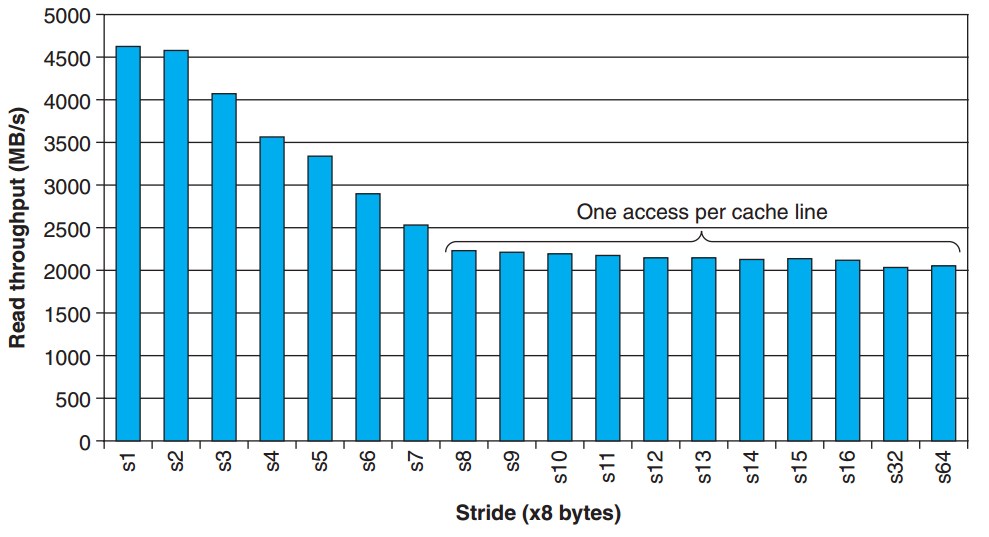 Read throughput (MB/s)
5000
4500
4000
3500
3000
2500
2000
1500
1000
500
0
One access per cache line
s1
s2
s3
s4
s5
s6
s7
s8
s9
s10
s11
s12
s13
s14
s15
s16
s32
s64
Stride (x8 bytes)